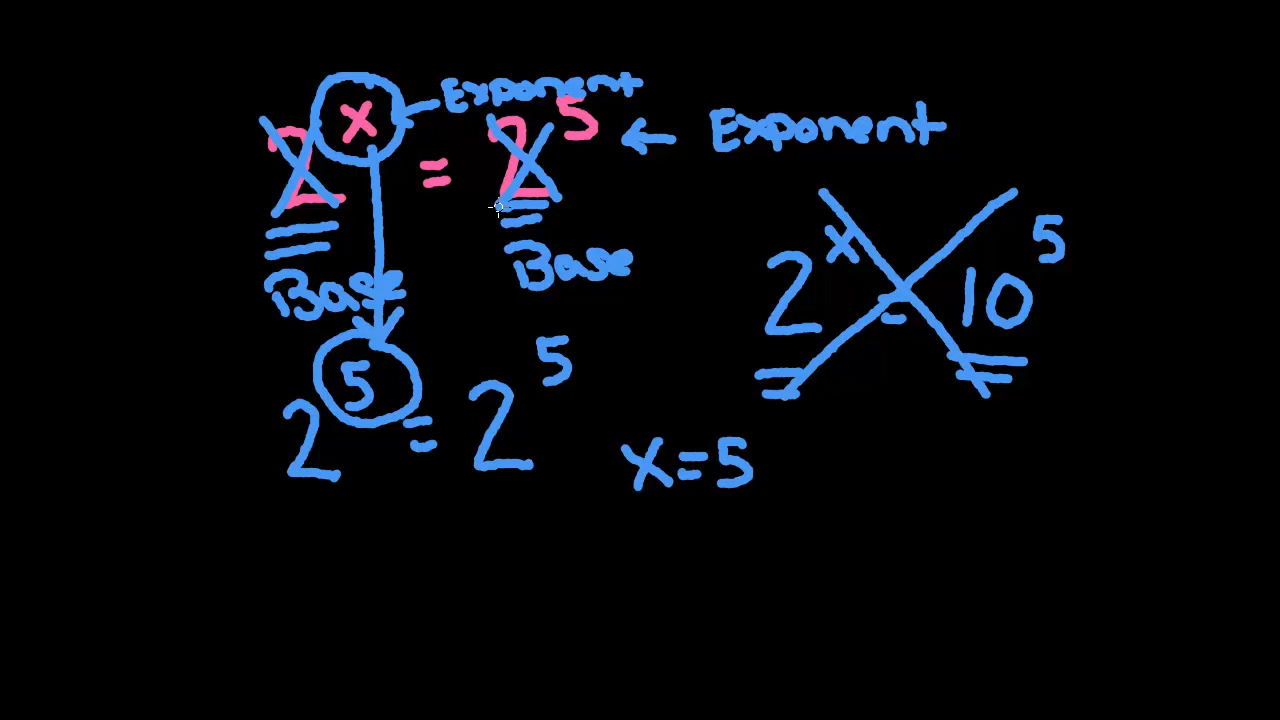 Exponent
2^x = 2^5 ← Exponent
Base Base
2^x = 10^5
2^5 = 2^5
x=5